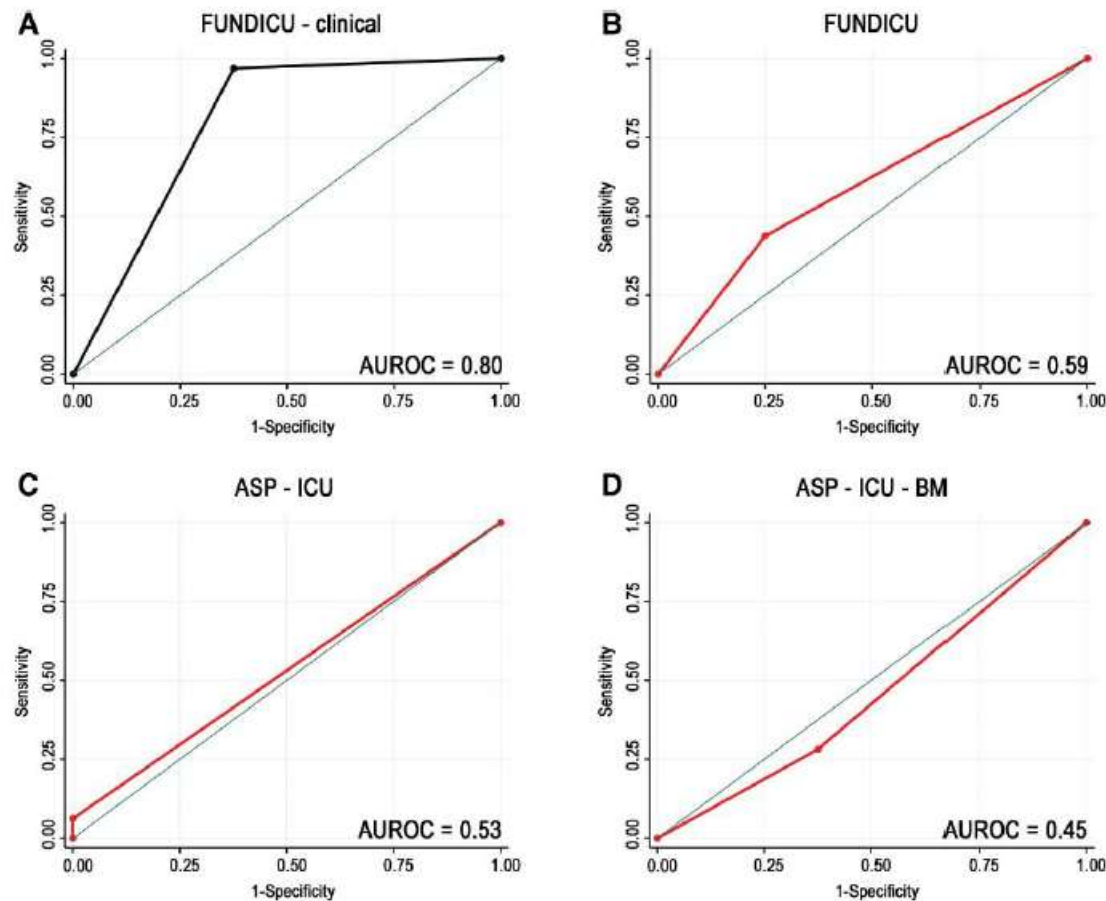 A FUNDICU - clinical
1.00
0.75
Sensitivity
0.50
0.25
0.00
AUROC = 0.80
0.00 0.25 0.50 0.75 1.00
1-Specificity
B FUNDICU
1.00
0.75
Sensitivity
0.50
0.25
0.00
AUROC = 0.59
0.00 0.25 0.50 0.75 1.00
1-Specificity
C ASP - ICU
1.00
0.75
Sensitivity
0.50
0.25
0.00
AUROC = 0.53
0.00 0.25 0.50 0.75 1.00
1-Specificity
D ASP - ICU - BM
1.00
0.75
Sensitivity
0.50
0.25
0.00
AUROC = 0.45
0.00 0.25 0.50 0.75 1.00
1-Specificity